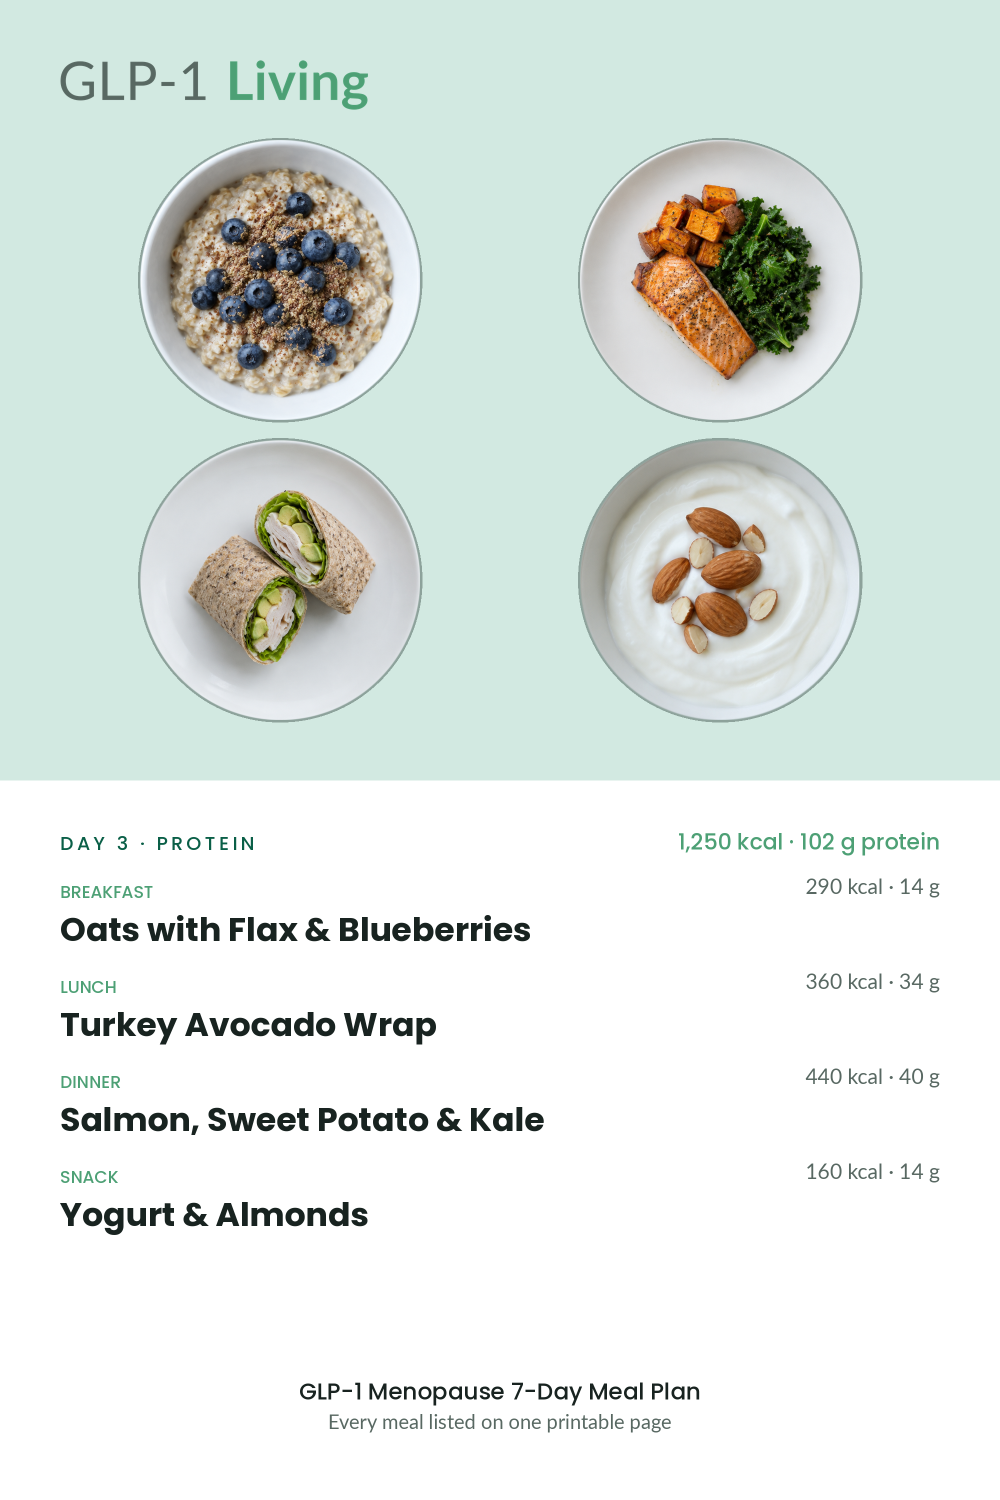 GLP-1 Living
DAY 3 · PROTEIN
1,250 kcal · 102 g protein
BREAKFAST
290 kcal · 14 g
Oats with Flax & Blueberries
LUNCH
360 kcal · 34 g
Turkey Avocado Wrap
DINNER
440 kcal · 40 g
Salmon, Sweet Potato & Kale
SNACK
160 kcal · 14 g
Yogurt & Almonds
GLP-1 Menopause 7-Day Meal Plan
Every meal listed on one printable page